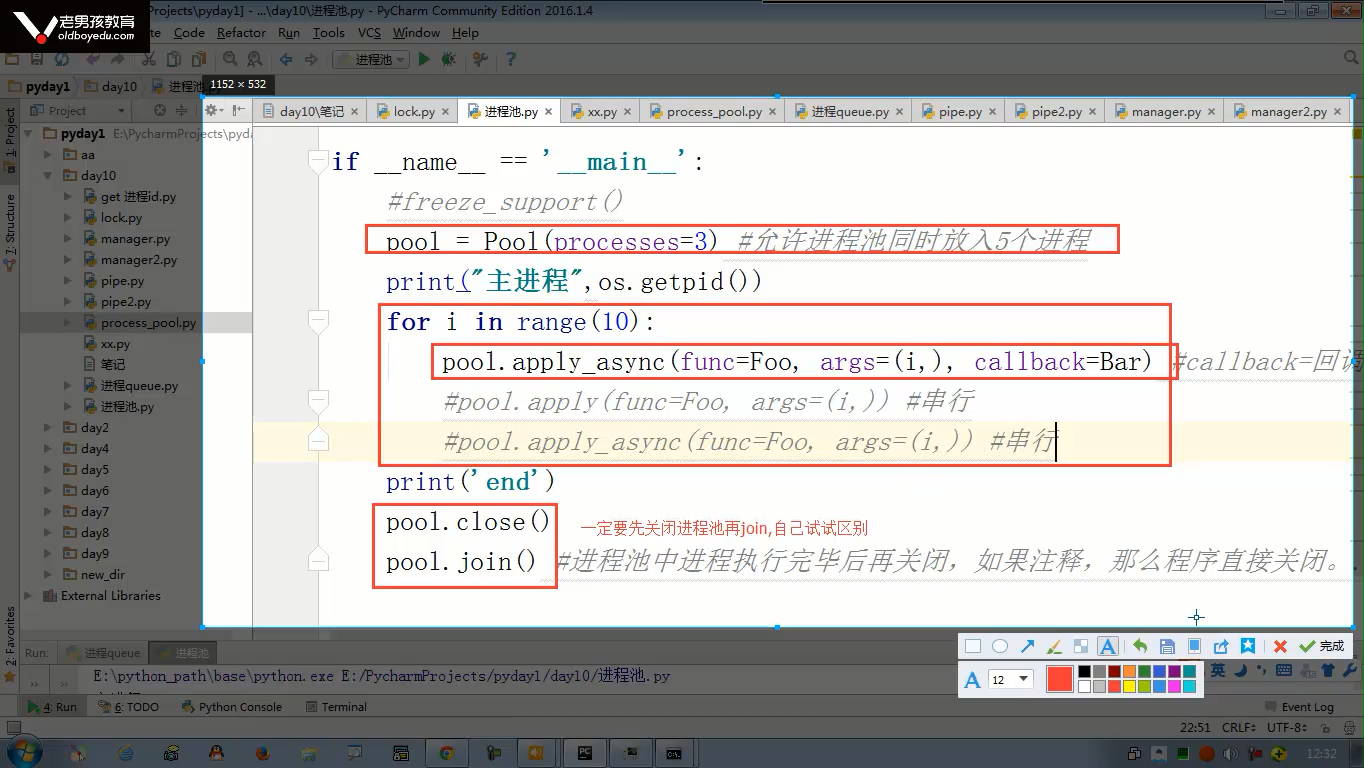 老男孩教育
oldboyedu.com
Projects\pyday1] - ...\day10\进程池.py - PyCharm Community Edition 2016.1.4
Code Refactor Run Tools VCS Window Help
进程池
pyday1 day10 进程池
1152 × 532
Project
day10\笔记 lock.py 进程池.py xx.py process_pool.py 进程queue.py pipe.py pipe2.py manager.py manager2.py
1: Project
Z: Structure
2: Favorites
pyday1 E:\PycharmProjects\pyda
aa
day10
get 进程id.py
lock.py
manager.py
manager2.py
pipe.py
pipe2.py
process_pool.py
xx.py
笔记
进程queue.py
进程池.py
day2
day4
day5
day6
day7
day8
day9
new_dir
External Libraries
if __name__ == '__main__':
#freeze_support()
pool = Pool(processes=3) #允许进程池同时放入5个进程
print("主进程",os.getpid())
for i in range(10):
pool.apply_async(func=Foo, args=(i,), callback=Bar) #callback=回调
#pool.apply(func=Foo, args=(i,)) #串行
#pool.apply_async(func=Foo, args=(i,)) #串行
print('end')
pool.close()
一定要先关闭进程池再join,自己试试区别
pool.join() #进程池中进程执行完毕后再关闭，如果注释，那么程序直接关闭。.
完成
A 12
英
Run: 进程queue 进程池
E:\python_path\base\python.exe E:/PycharmProjects/pyday1/day10/进程池.py
4: Run 6: TODO Python Console Terminal Event Log
22:51 CRLF÷ UTF-8÷
12:32